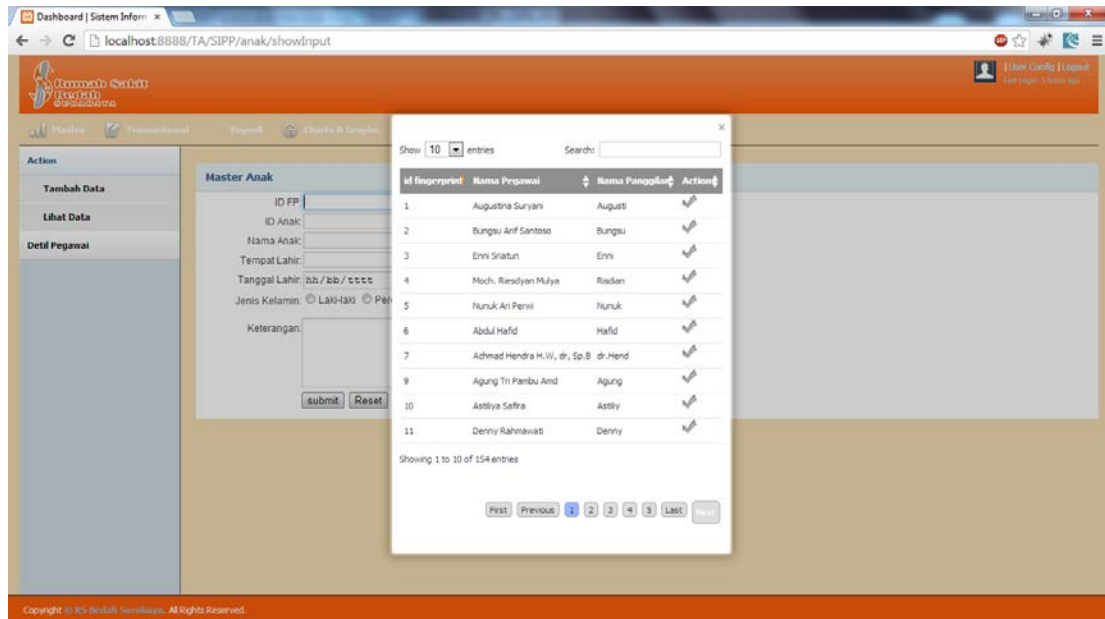 Dashboard | Sistem Inform
localhost:8888/TA/SIPP/anak/showInput
Rumah Sakit
Bedah
SURABAYA
| User Config | Logout
Master Transactional Payroll Charts & Graphs
Action
Tambah Data
Lihat Data
Detil Pegawai
Master Anak
ID FP:
ID Anak:
Nama Anak:
Tempat Lahir:
Tanggal Lahir: hh/bb/tttt
Jenis Kelamin: Laki-laki Per
Keterangan:
submit Reset
×
Show 10 entries Search:
id fingerprint Nama Pegawai Nama Panggilan Action
1 Augustina Suryani Augusti
2 Bungsu Arif Santoso Bungsu
3 Enni Sriatun Enni
4 Moch. Riesdyan Mulya Risdian
5 Nunuk Ari Perwi Nunuk
6 Abdul Hafid Hafid
7 Achmad Hendra H.W, dr, Sp.B dr.Hend
9 Agung Tri Pambu Amd Agung
10 Astiliya Safira Astiliy
11 Denny Rahmawati Denny
Showing 1 to 10 of 154 entries
First Previous 1 2 3 4 5 Last Next
Copyright © RS Bedah Surabaya. All Rights Reserved.